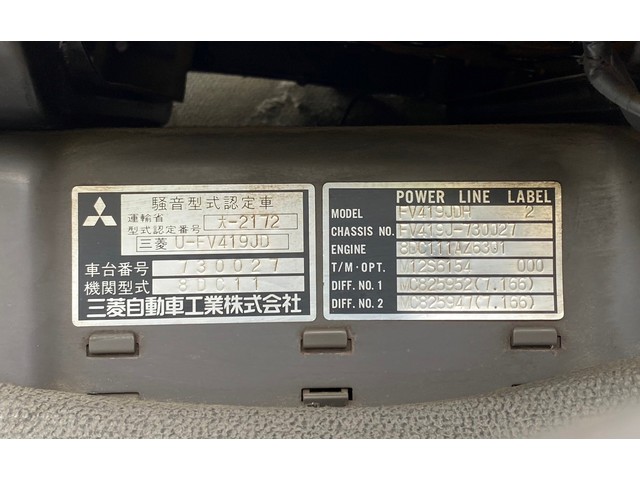 騒音型式認定車
運輸省
型式認定番号 大-2172
三菱 U-FV419JD
車台番号 730027
機関型式 8DC11
三菱自動車工業株式会社
POWER LINE LABEL
MODEL FV419JDH 2
CHASSIS NO. FV419J-730027
ENGINE
T/M·OPT. M12S6154 000
DIFF. NO. 1 MC825952(7.166)
DIFF. NO. 2 MC825947(7.166)